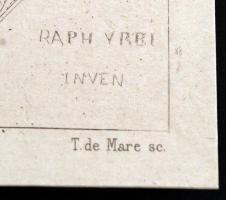 RAPH VRBI
INVEN
T. de Mare sc.